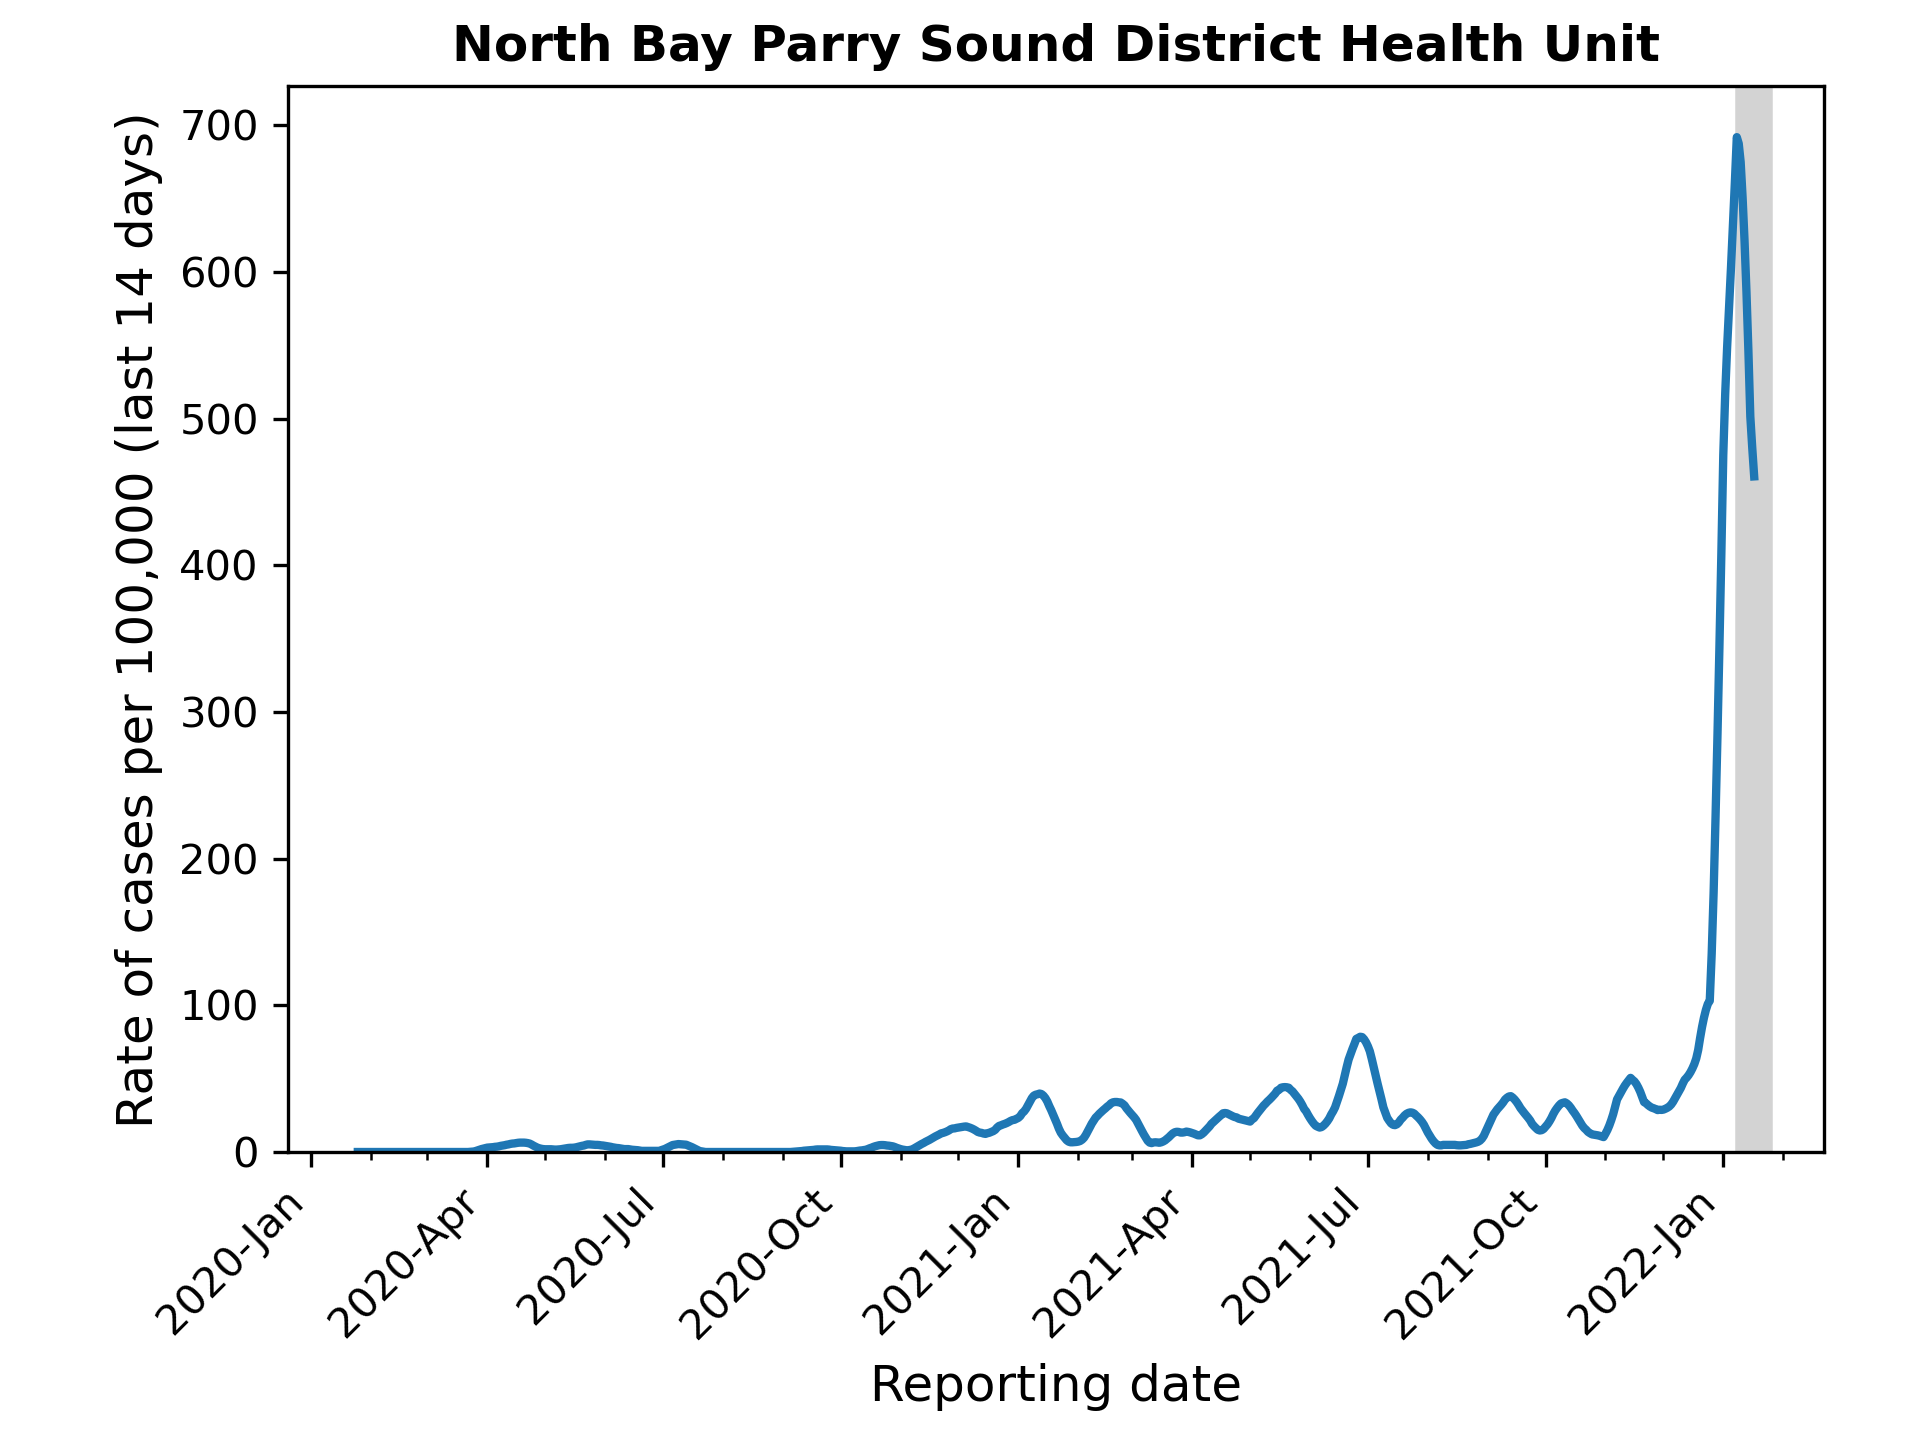 North Bay Parry Sound District Health Unit
Rate of cases per 100,000 (last 14 days)
700
600
500
400
300
200
100
0
2020-Jan
2020-Apr
2020-Jul
2020-Oct
2021-Jan
2021-Apr
2021-Jul
2021-Oct
2022-Jan
Reporting date